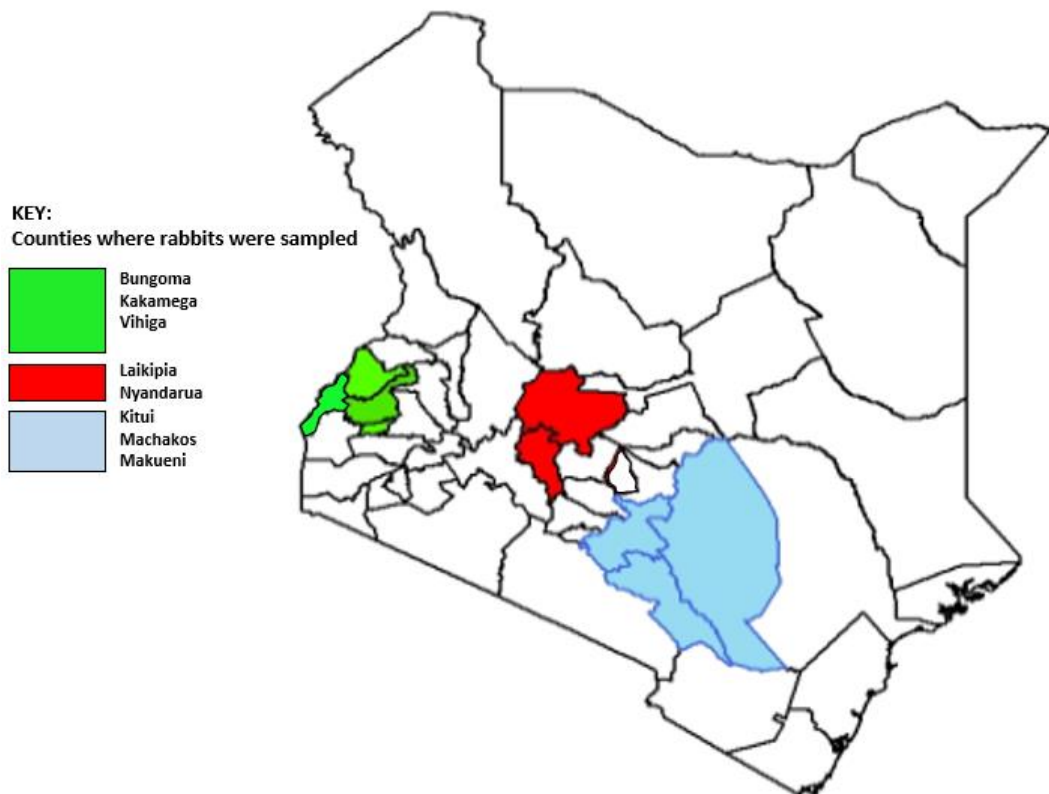 KEY:
Counties where rabbits were sampled
Bungoma
Kakamega
Vihiga
Laikipia
Nyandarua
Kitui
Machakos
Makueni